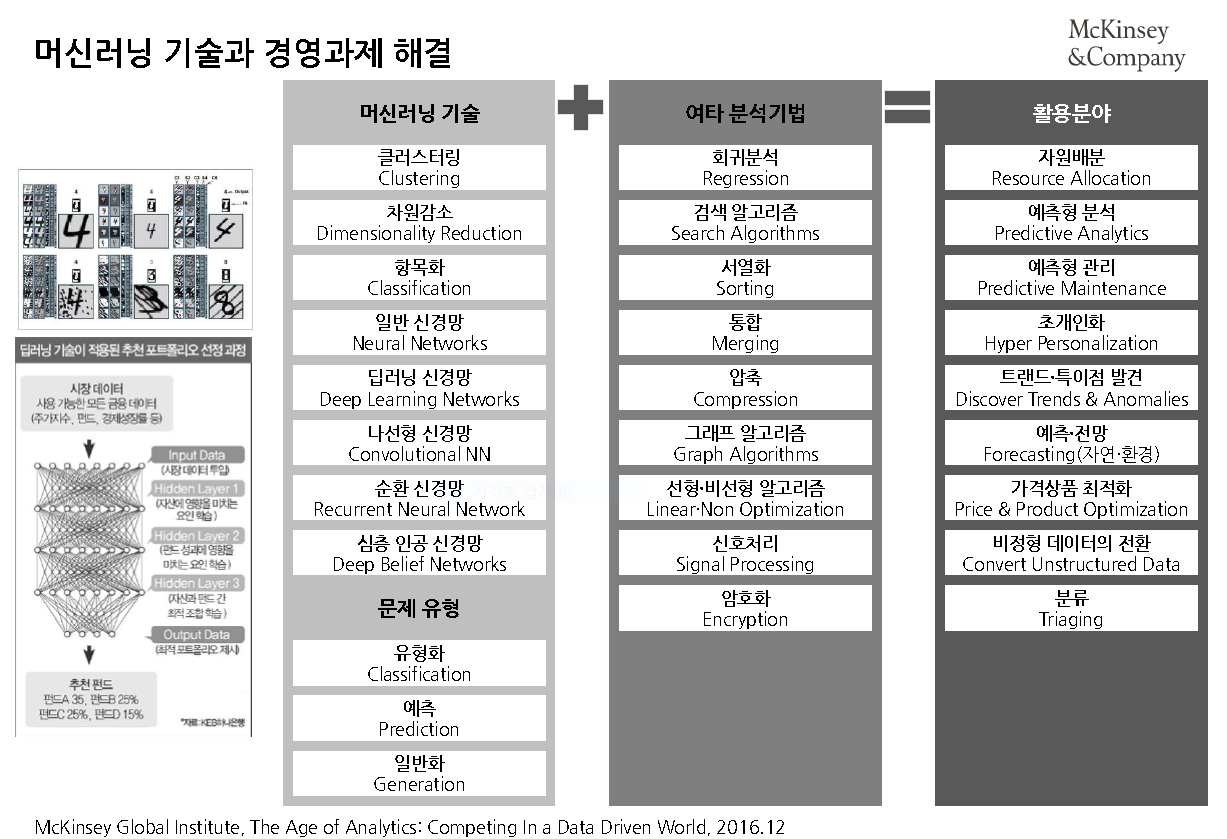 머신러닝 기술과 경영과제 해결
McKinsey
&Company
머신러닝 기술
클러스터링
Clustering
차원감소
Dimensionality Reduction
항목화
Classification
일반 신경망
Neural Networks
딥러닝 신경망
Deep Learning Networks
나선형 신경망
Convolutional NN
순환 신경망
Recurrent Neural Network
심층 인공 신경망
Deep Belief Networks
문제 유형
유형화
Classification
예측
Prediction
일반화
Generation
여타 분석기법
회귀분석
Regression
검색 알고리즘
Search Algorithms
서열화
Sorting
통합
Merging
압축
Compression
그래프 알고리즘
Graph Algorithms
선형·비선형 알고리즘
Linear·Non Optimization
신호처리
Signal Processing
암호화
Encryption
활용분야
자원배분
Resource Allocation
예측형 분석
Predictive Analytics
예측형 관리
Predictive Maintenance
초개인화
Hyper Personalization
트랜드·특이점 발견
Discover Trends & Anomalies
예측·전망
Forecasting(자연·환경)
가격상품 최적화
Price & Product Optimization
비정형 데이터의 전환
Convert Unstructured Data
분류
Triaging
딥러닝 기술이 적용된 추천 포트폴리오 선정 과정
시장 데이터
사용 가능한 모든 금융 데이터
(주가지수, 펀드, 경제성장률 등)
Input Data
(시장 데이터 투입)
Hidden Layer 1
(자산에 영향을 미치는
요인 학습)
Hidden Layer 2
(펀드 성과에 영향을
미치는 요인 학습)
Hidden Layer 3
(자산과 펀드 간
최적 조합 학습)
Output Data
(최적 포트폴리오 제시)
추천 펀드
펀드A 35, 펀드B 25%
펀드C 25%, 펀드D 15%
*자료:KEB하나은행
McKinsey Global Institute, The Age of Analytics: Competing In a Data Driven World, 2016.12